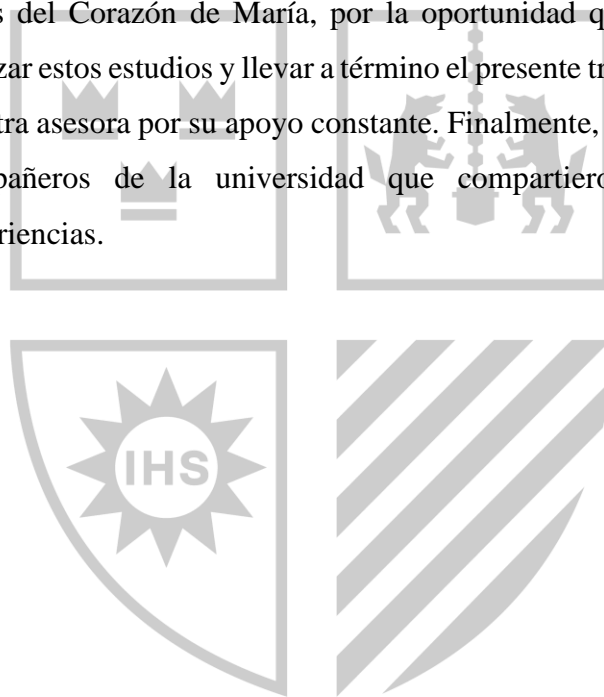 s del Corazón de María, por la oportunidad q
zar estos estudios y llevar a término el presente tr
tra asesora por su apoyo constante. Finalmente,
pañeros de la universidad que compartiero
riencias.
IHS